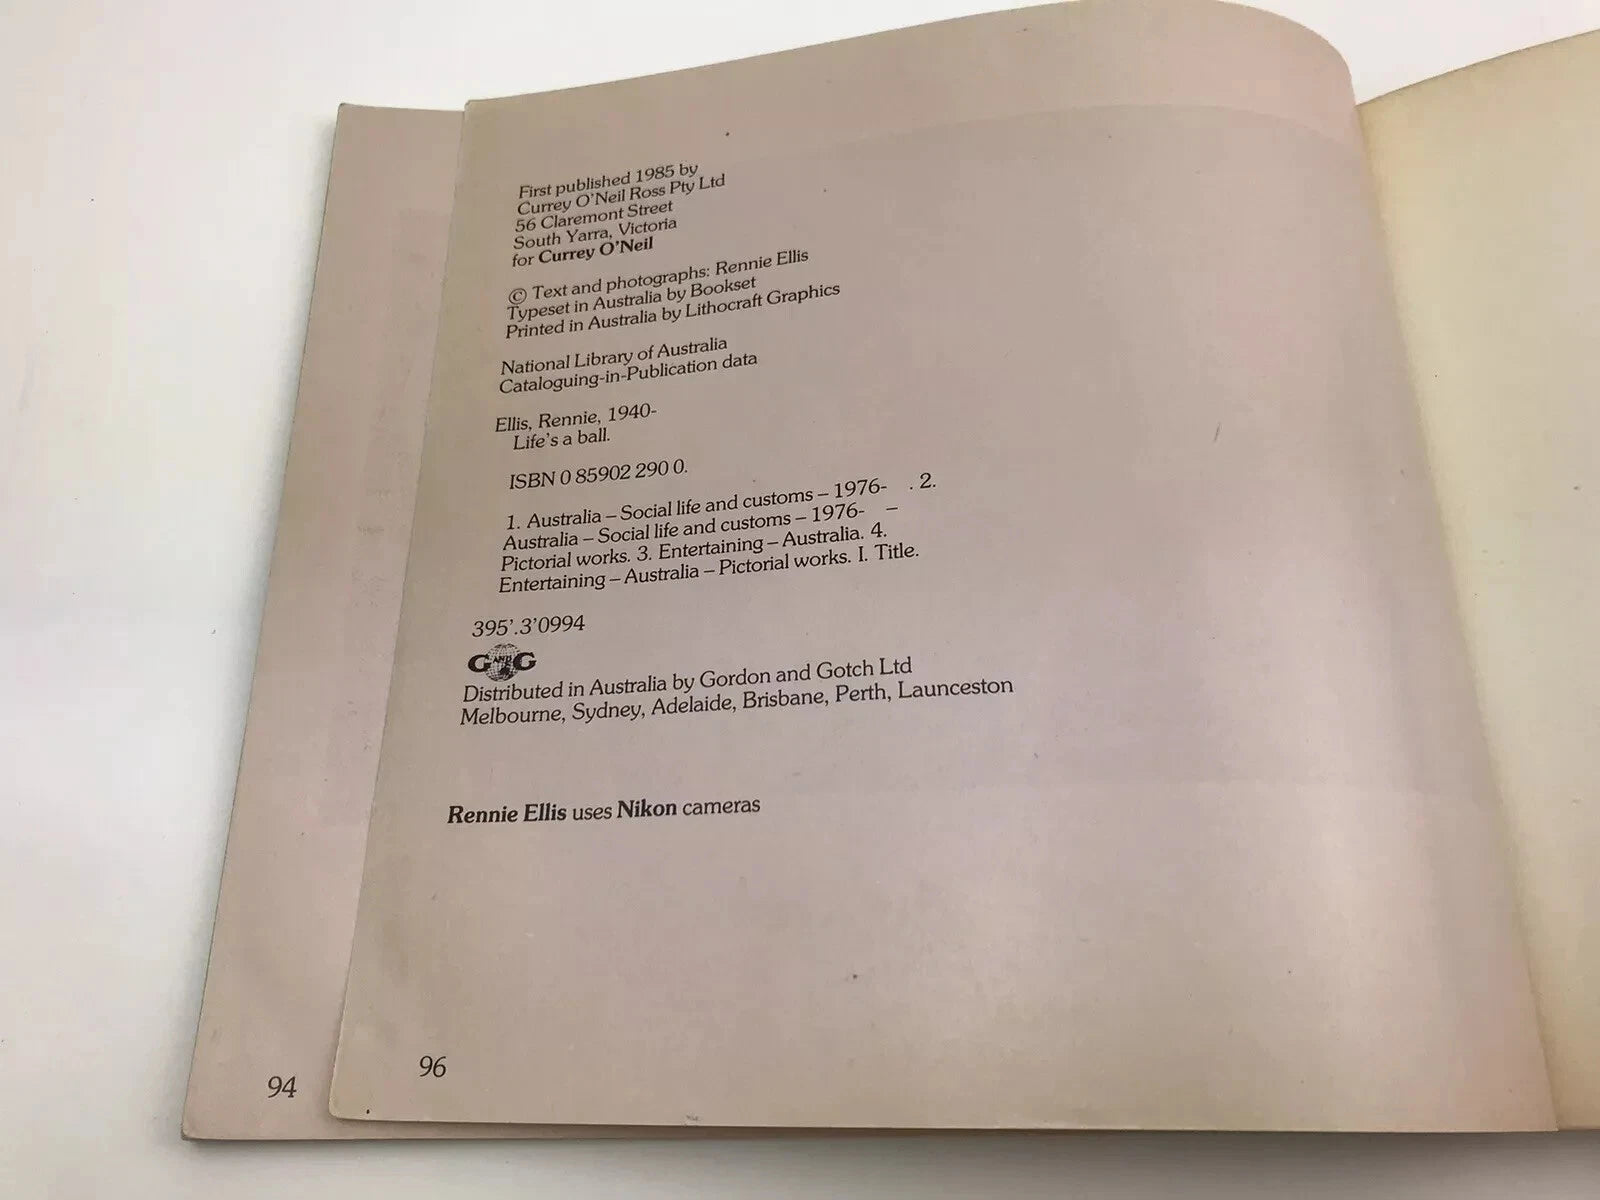 First published 1985 by
Currey O'Neil Ross Pty Ltd
56 Claremont Street
South Yarra, Victoria
for Currey O'Neil
© Text and photographs: Rennie Ellis
Typeset in Australia by Bookset
Printed in Australia by Lithocraft Graphics
National Library of Australia
Cataloguing-in-Publication data
Ellis, Rennie, 1940-
Life's a ball.
ISBN 0 85902 290 0.
1. Australia – Social life and customs – 1976- . 2.
Australia – Social life and customs – 1976- –
Pictorial works. 3. Entertaining – Australia. 4.
Entertaining – Australia – Pictorial works. I. Title.
395'.3'0994
G AND G
Distributed in Australia by Gordon and Gotch Ltd
Melbourne, Sydney, Adelaide, Brisbane, Perth, Launceston
Rennie Ellis uses Nikon cameras
96
94